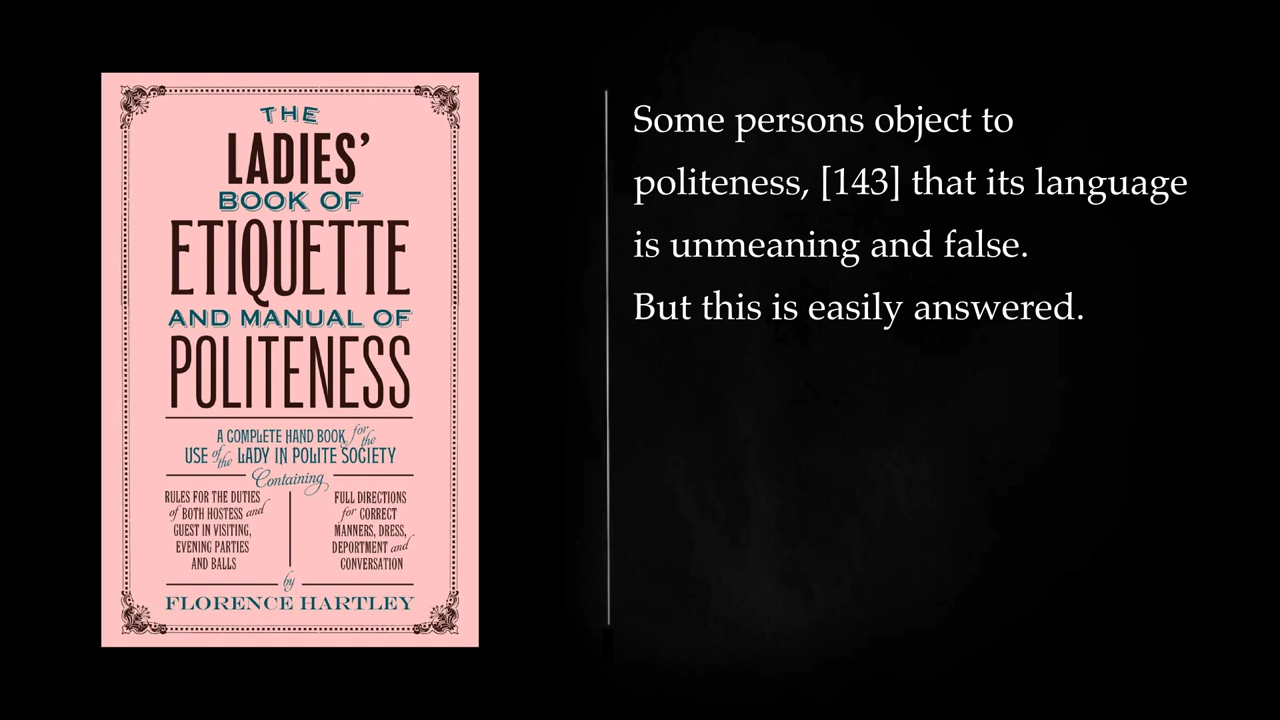 THE
LADIES'
BOOK OF
ETIQUETTE
AND MANUAL OF
POLITENESS
A COMPLETE HAND BOOK for the
USE of the LADY IN POLITE SOCIETY
Containing
RULES FOR THE DUTIES
of BOTH HOSTESS and
GUEST IN VISITING,
EVENING PARTIES
AND BALLS
FULL DIRECTIONS
for CORRECT
MANNERS, DRESS,
DEPORTMENT and
CONVERSATION
by
FLORENCE HARTLEY
Some persons object to
politeness, [143] that its language
is unmeaning and false.
But this is easily answered.